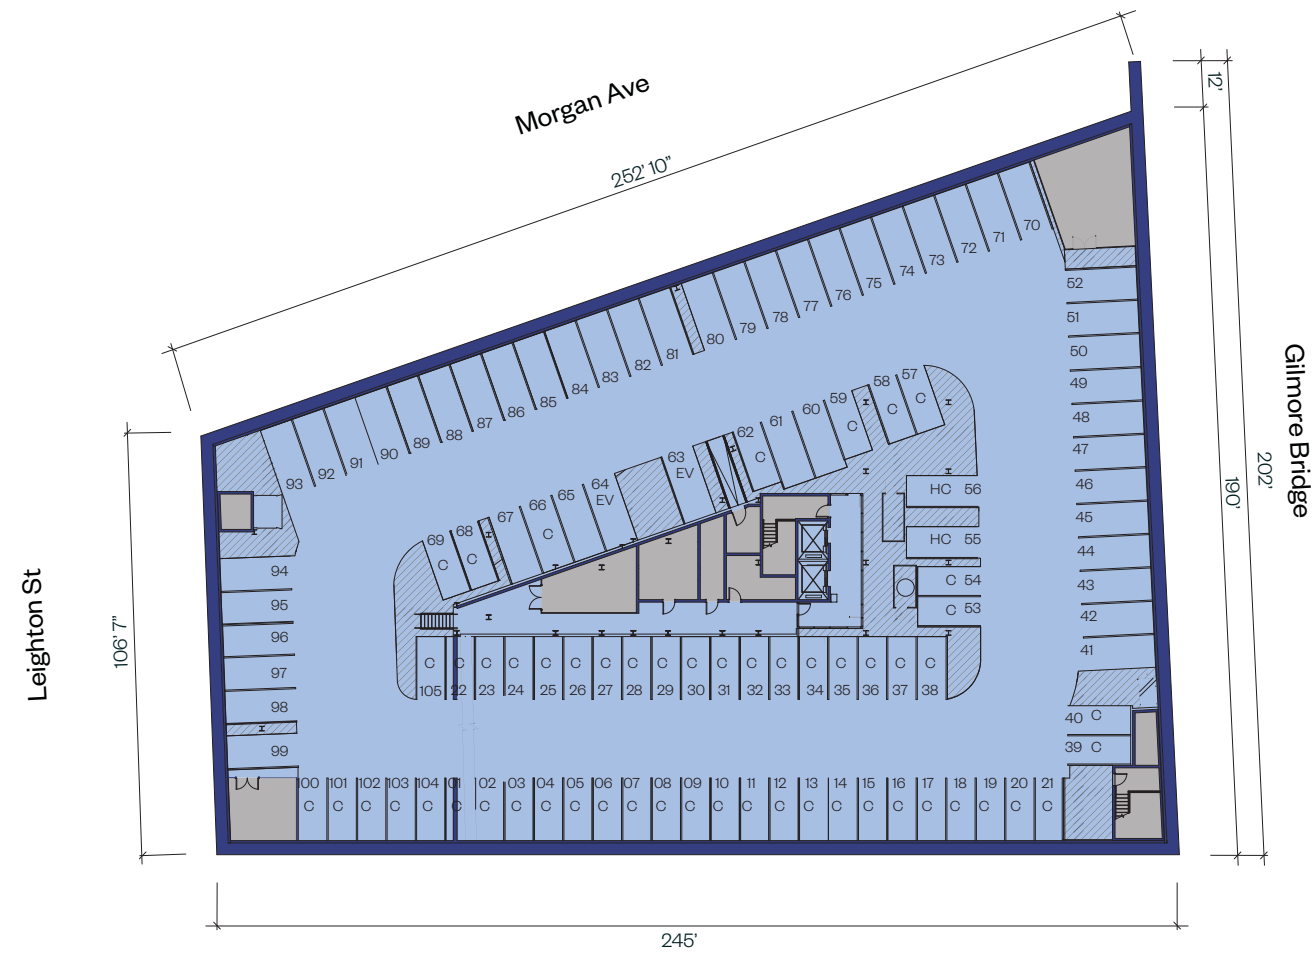 Morgan Ave
252’ 10”
12’
Gilmore Bridge
202’
190’
Leighton St
106’ 7”
245’
70
71
72
73
74
75
76
77
78
79
80
81
82
83
84
85
86
87
88
89
90
91
92
93
52
51
50
49
48
47
46
45
44
43
42
41
40 C
39 C
57
C
58
C
59
C
60
61
62
C
63
EV
64
EV
65
66
C
67
68
C
69
C
HC 56
HC 55
C 54
C 53
94
95
96
97
98
99
C C C C C C C C C C C C C C C C C C
105 22 23 24 25 26 27 28 29 30 31 32 33 34 35 36 37 38
100 101 102 103 104 01 02 03 04 05 06 07 08 09 10 11 12 13 14 15 16 17 18 19 20 21
C C C C C C C C C C C C C C C C C C C C C C C C C C